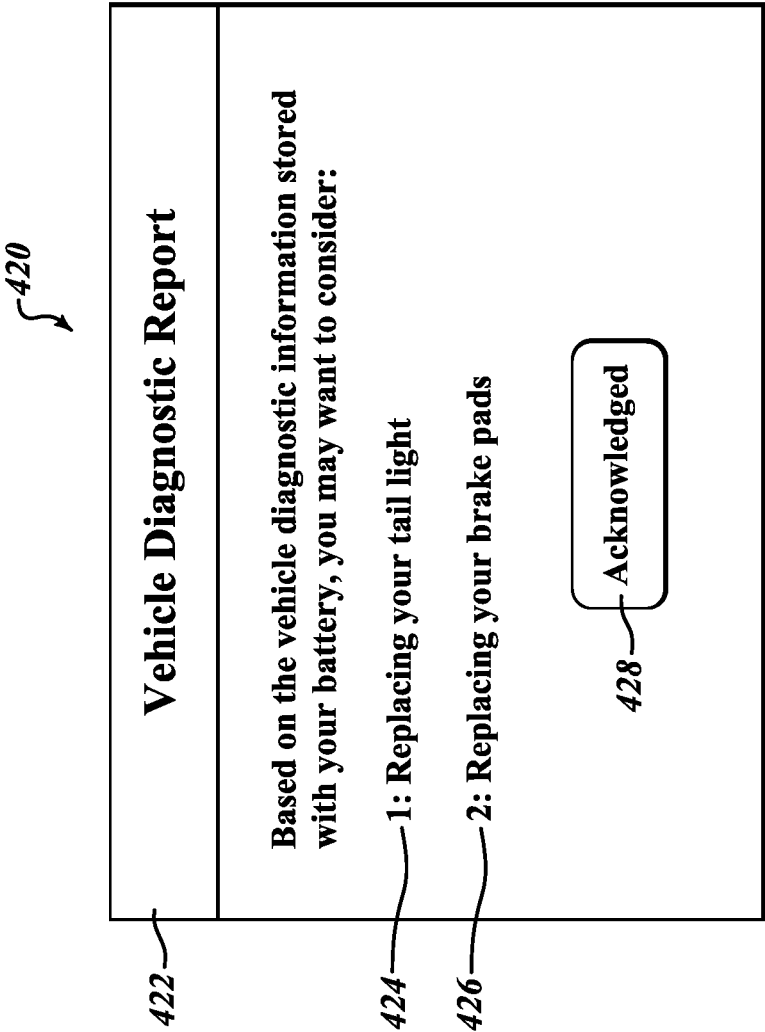 420
422
Vehicle Diagnostic Report
Based on the vehicle diagnostic information stored
with your battery, you may want to consider:
424
1: Replacing your tail light
426
2: Replacing your brake pads
428
Acknowledged